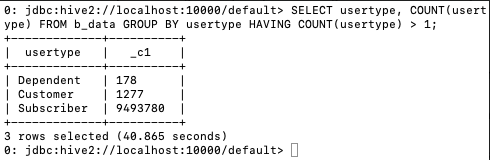 0: jdbc:hive2://localhost:10000/default> SELECT usertype, COUNT(usert
ype) FROM b_data GROUP BY usertype HAVING COUNT(usertype) > 1;
+-------------+----------+
|  usertype   |   _c1    |
+-------------+----------+
| Dependent   | 178      |
| Customer    | 1277     |
| Subscriber  | 9493780  |
+-------------+----------+
3 rows selected (40.865 seconds)
0: jdbc:hive2://localhost:10000/default>